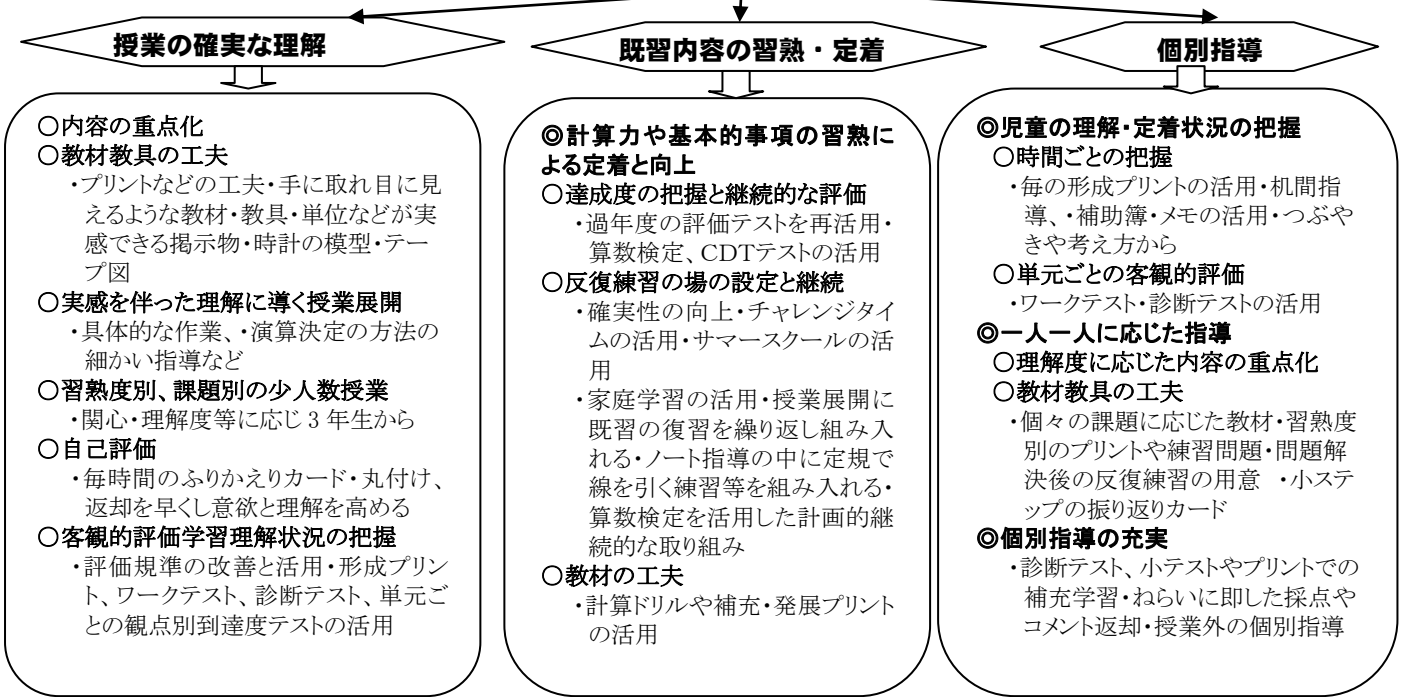 授業の確実な理解
○内容の重点化
○教材教具の工夫
・プリントなどの工夫・手に取れ目に見
えるような教材・教具・単位などが実
感できる掲示物・時計の模型・テー
プ図
○実感を伴った理解に導く授業展開
・具体的な作業、・演算決定の方法の
細かい指導など
○習熟度別、課題別の少人数授業
・関心・理解度等に応じ 3 年生から
○自己評価
・毎時間のふりかえりカード・丸付け、
返却を早くし意欲と理解を高める
○客観的評価学習理解状況の把握
・評価規準の改善と活用・形成プリン
ト、ワークテスト、診断テスト、単元ご
との観点別到達度テストの活用
既習内容の習熟・定着
◎計算力や基本的事項の習熟に
よる定着と向上
○達成度の把握と継続的な評価
・過年度の評価テストを再活用・
算数検定、CDTテストの活用
○反復練習の場の設定と継続
・確実性の向上・チャレンジタイ
ムの活用・サマースクールの活
用
・家庭学習の活用・授業展開に
既習の復習を繰り返し組み入
れる・ノート指導の中に定規で
線を引く練習等を組み入れる・
算数検定を活用した計画的継
続的な取り組み
○教材の工夫
・計算ドリルや補充・発展プリント
の活用
個別指導
◎児童の理解・定着状況の把握
○時間ごとの把握
・毎の形成プリントの活用・机間指
導、・補助簿・メモの活用・つぶや
きや考え方から
○単元ごとの客観的評価
・ワークテスト・診断テストの活用
◎一人一人に応じた指導
○理解度に応じた内容の重点化
○教材教具の工夫
・個々の課題に応じた教材・習熟度
別のプリントや練習問題・問題解
決後の反復練習の用意 ・小ステ
ップの振り返りカード
◎個別指導の充実
・診断テスト、小テストやプリントでの
補充学習・ねらいに即した採点や
コメント返却・授業外の個別指導